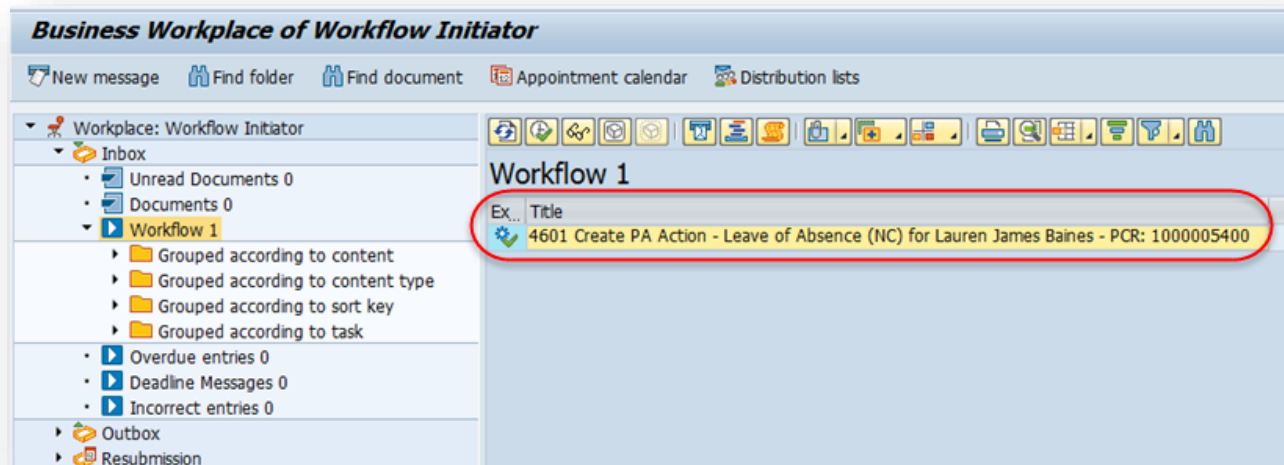 Business Workplace of Workflow Initiator
New message Find folder Find document Appointment calendar Distribution lists
Workplace: Workflow Initiator
Inbox
Unread Documents 0
Documents 0
Workflow 1
Grouped according to content
Grouped according to content type
Grouped according to sort key
Grouped according to task
Overdue entries 0
Deadline Messages 0
Incorrect entries 0
Outbox
Resubmission
Workflow 1
Ex... Title
4601 Create PA Action - Leave of Absence (NC) for Lauren James Baines - PCR: 1000005400